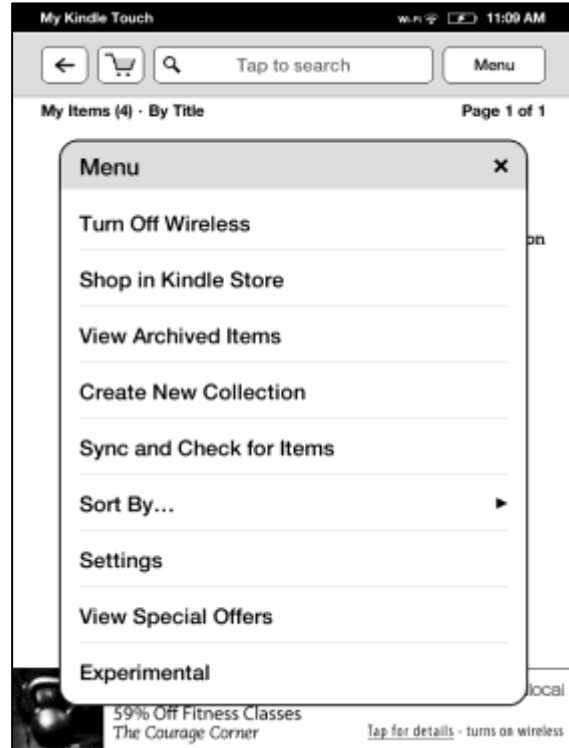 My Kindle Touch Wi-Fi 11:09 AM
Tap to search Menu
My Items (4) · By Title Page 1 of 1
Menu ×
Turn Off Wireless
on
Shop in Kindle Store
View Archived Items
Create New Collection
Sync and Check for Items
Sort By...
Settings
View Special Offers
Experimental
local
59% Off Fitness Classes
The Courage Corner Tap for details - turns on wireless